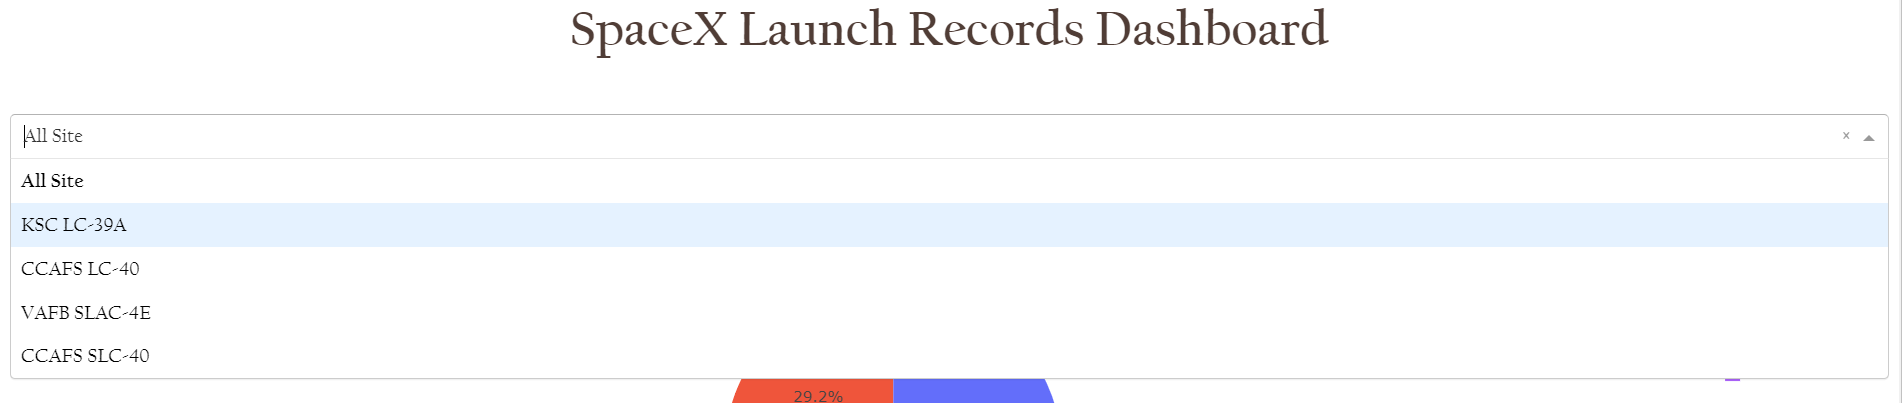 SpaceX Launch Records Dashboard
All Site
×
All Site
KSC LC-39A
CCAFS LC-40
VAFB SLAC-4E
CCAFS SLC-40
29.2%